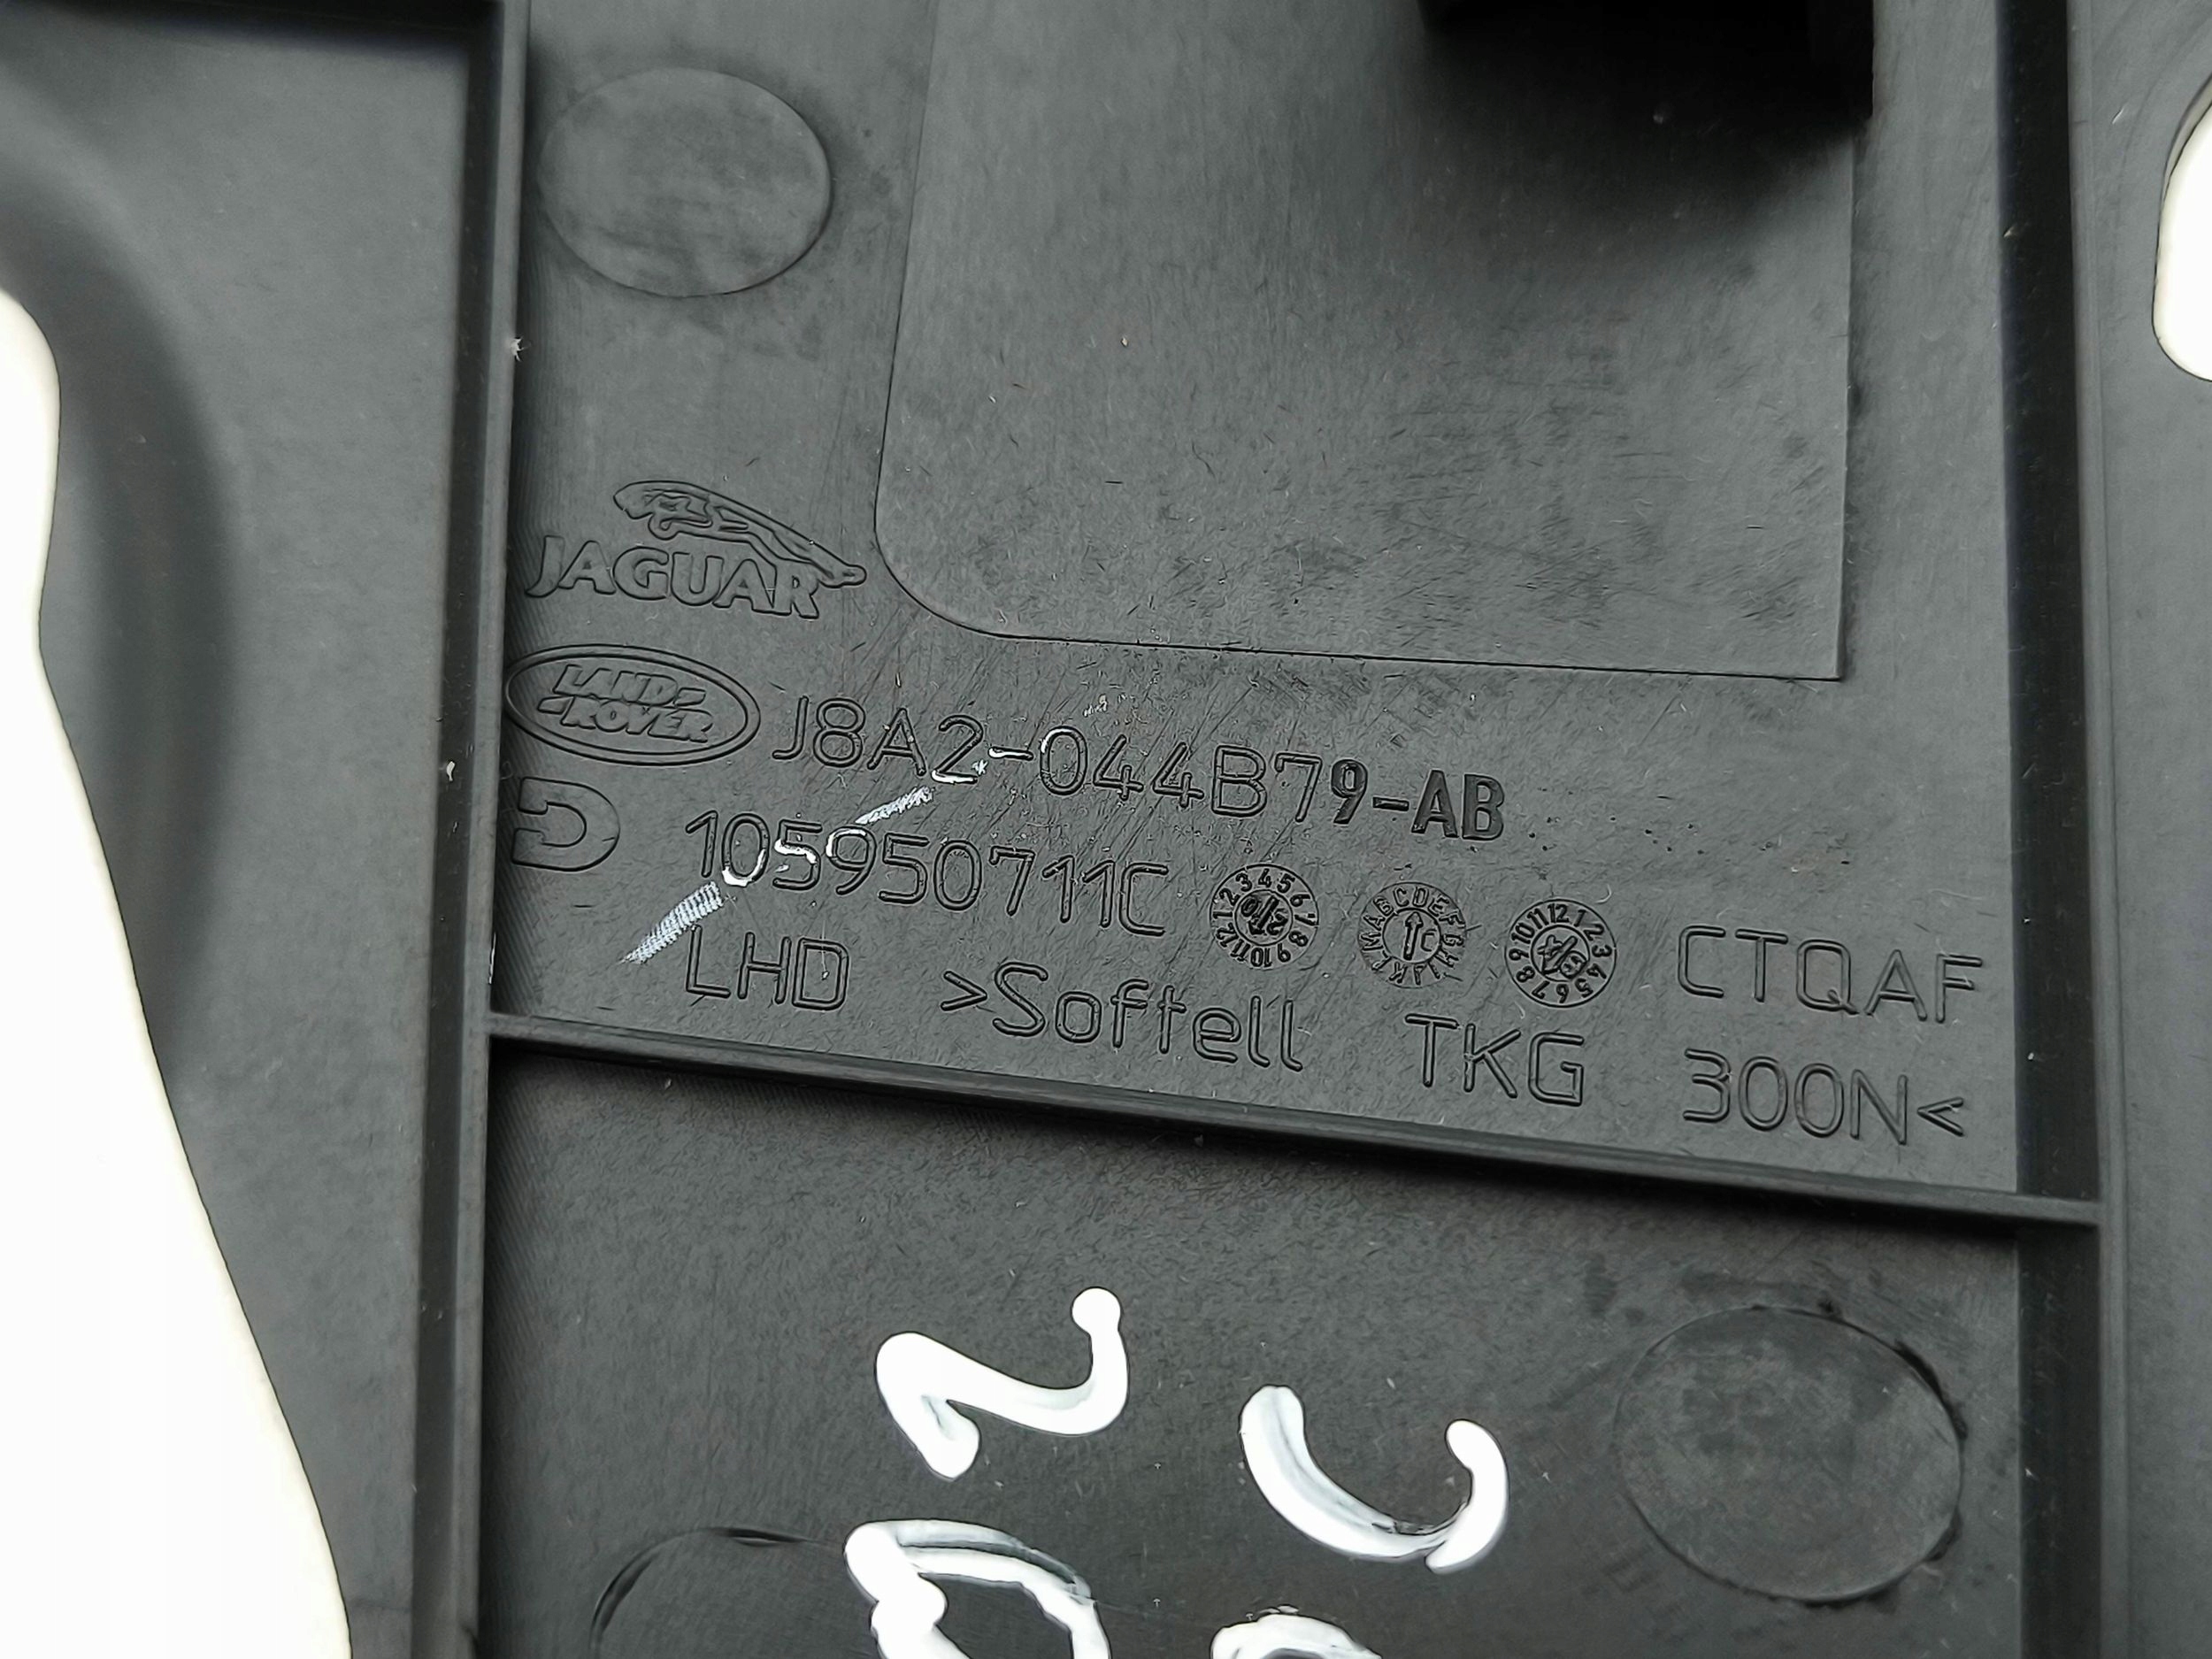 JAGUAR
LAND-
-ROVER
J8A2-044B79-AB
105950711C
CTQAF
LHD >Softell TKG 300N<